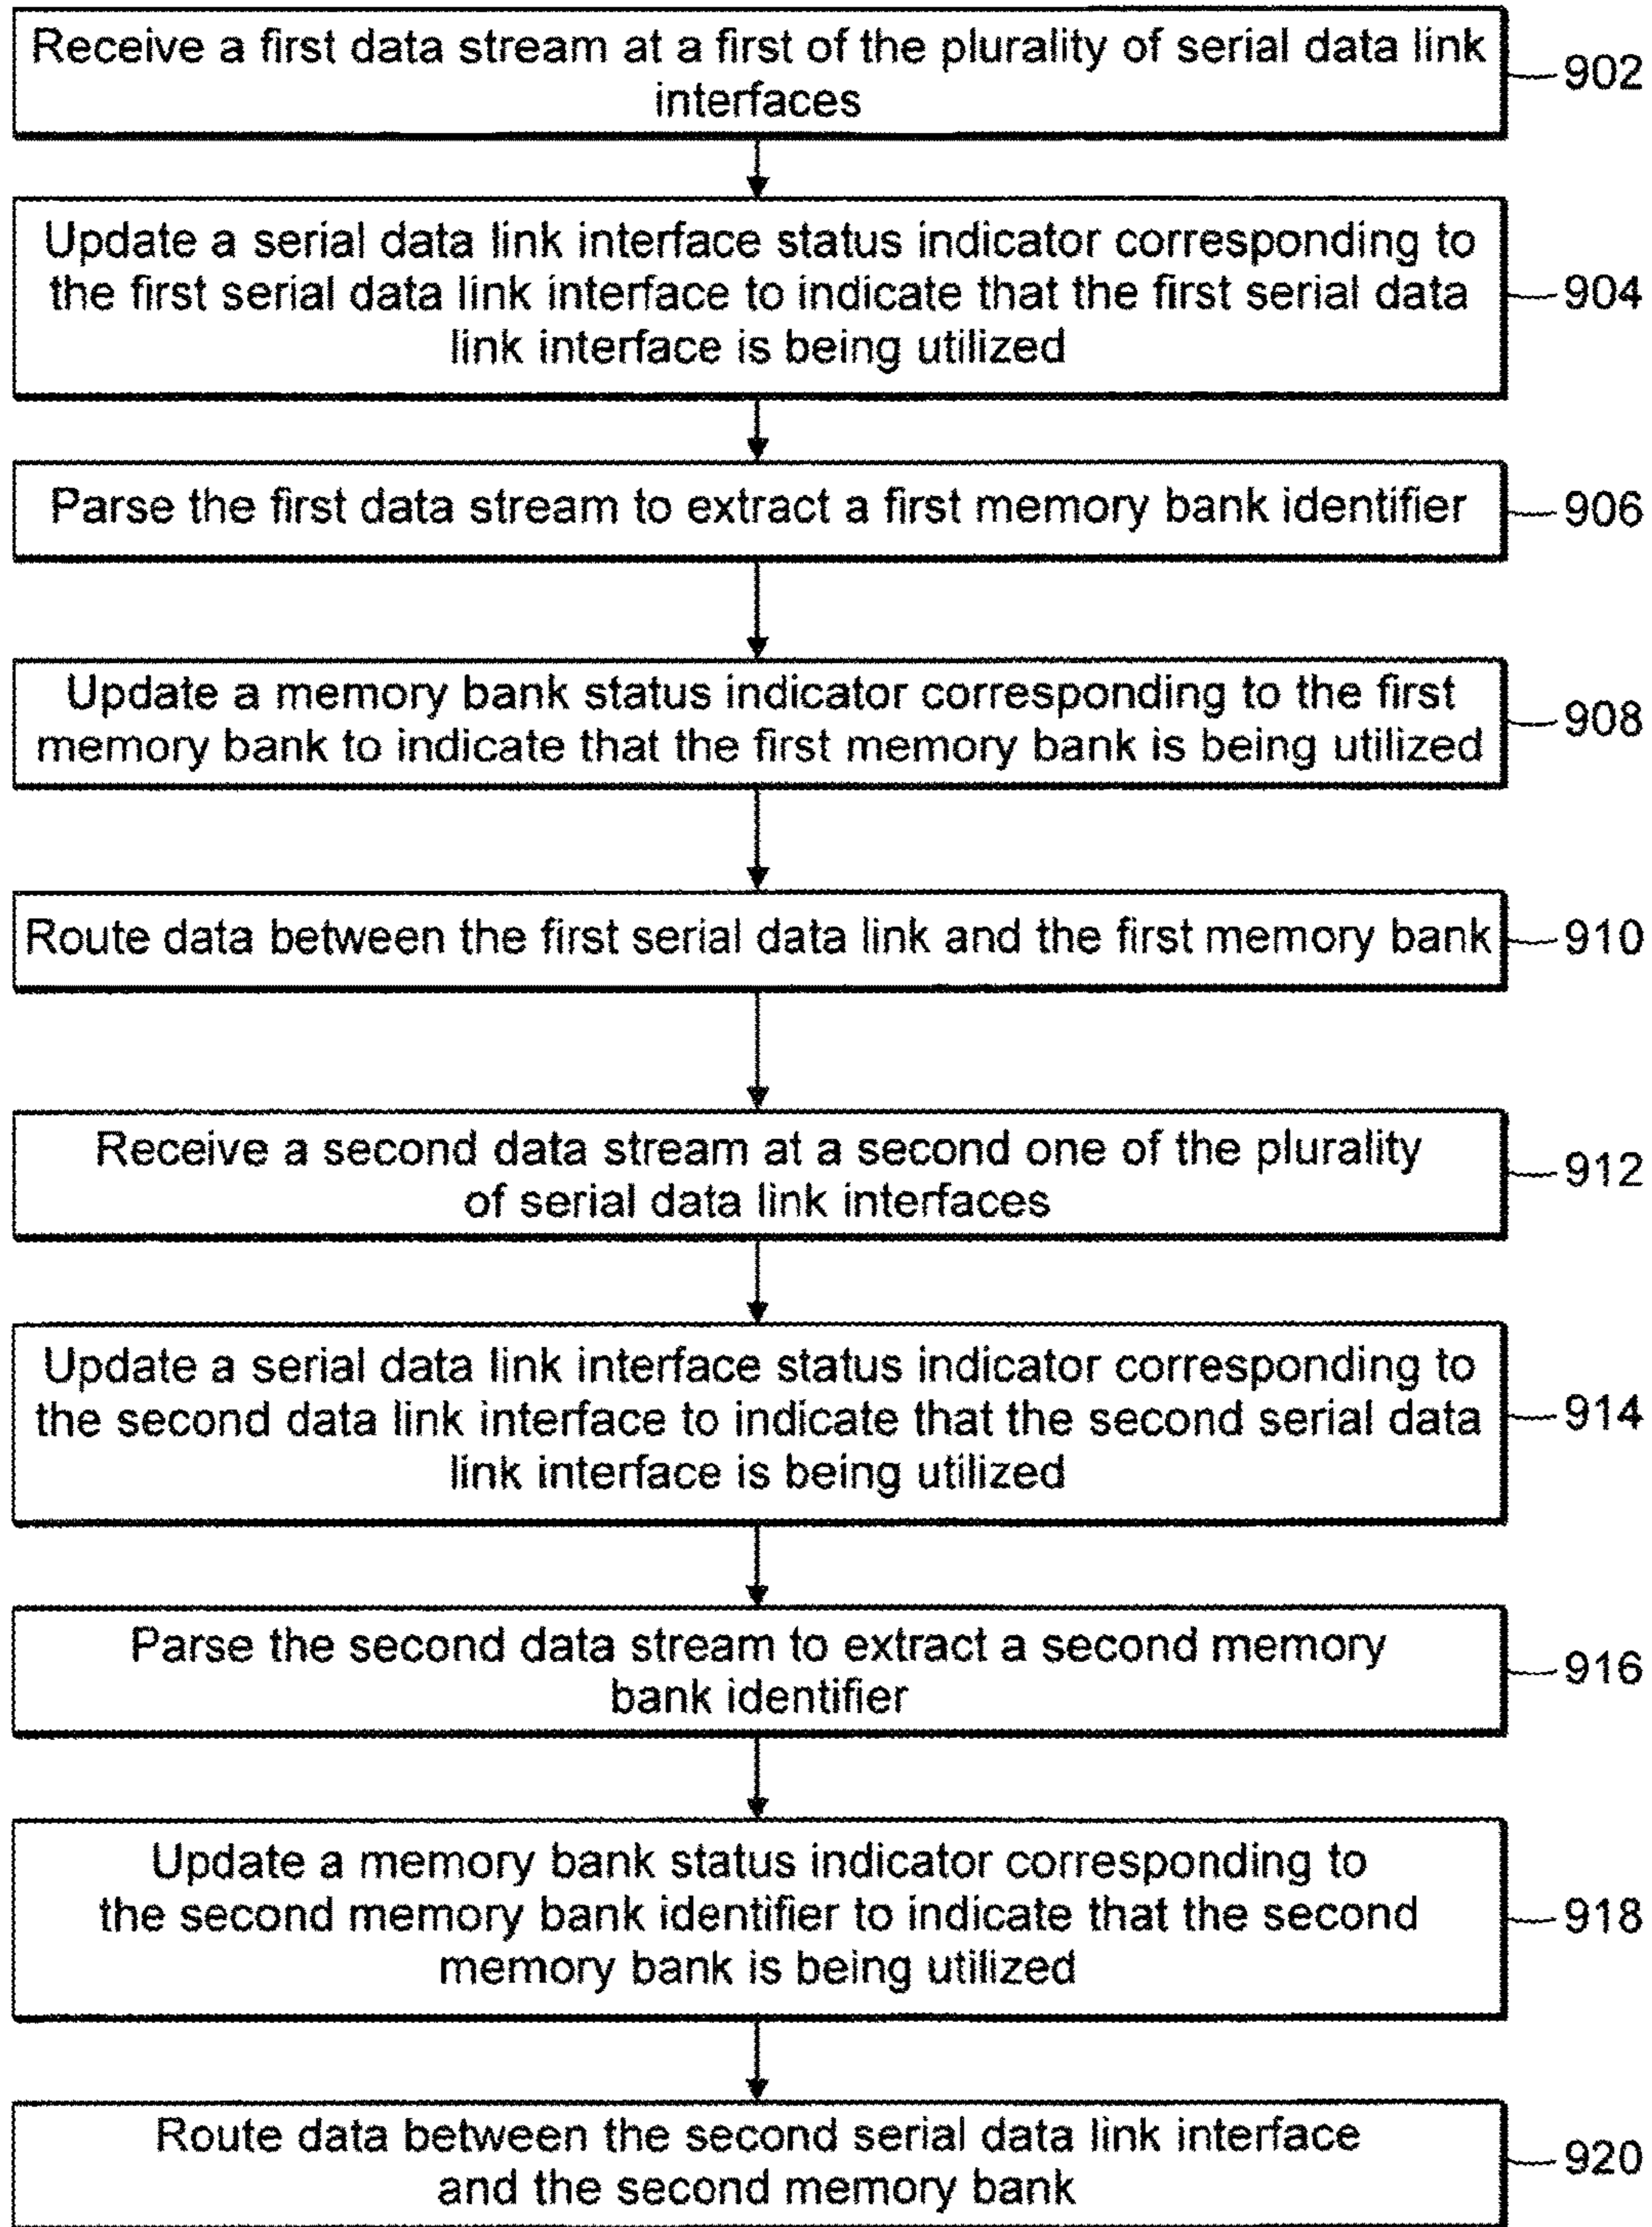 Receive a first data stream at a first of the plurality of serial data link
interfaces
902
Update a serial data link interface status indicator corresponding to
the first serial data link interface to indicate that the first serial data
link interface is being utilized
904
Parse the first data stream to extract a first memory bank identifier
906
Update a memory bank status indicator corresponding to the first
memory bank to indicate that the first memory bank is being utilized
908
Route data between the first serial data link and the first memory bank
910
Receive a second data stream at a second one of the plurality
of serial data link interfaces
912
Update a serial data link interface status indicator corresponding to
the second data link interface to indicate that the second serial data
link interface is being utilized
914
Parse the second data stream to extract a second memory
bank identifier
916
Update a memory bank status indicator corresponding to
the second memory bank identifier to indicate that the second
memory bank is being utilized
918
Route data between the second serial data link interface
and the second memory bank
920